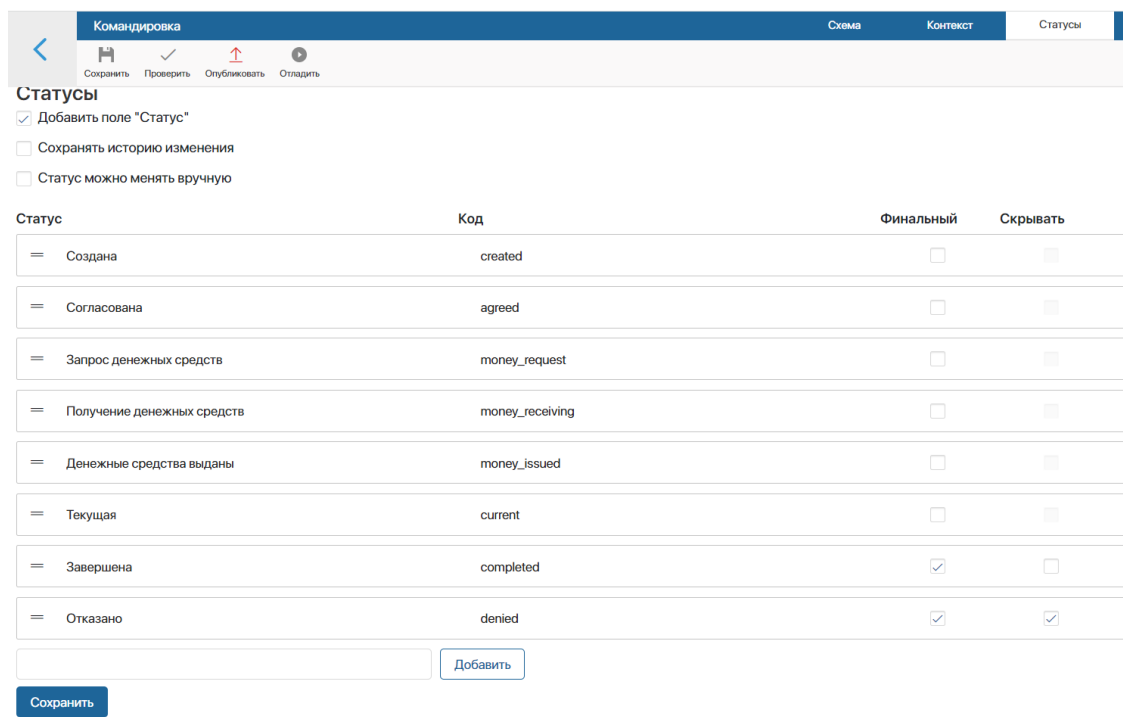 Командировка Схема Контекст Статусы
Сохранить Проверить Опубликовать Отладить
Статусы
Добавить поле "Статус"
Сохранять историю изменения
Статус можно менять вручную
Статус Код Финальный Скрывать
Создана created
Согласована agreed
Запрос денежных средств money_request
Получение денежных средств money_receiving
Денежные средства выданы money_issued
Текущая current
Завершена completed
Отказано denied
Добавить
Сохранить